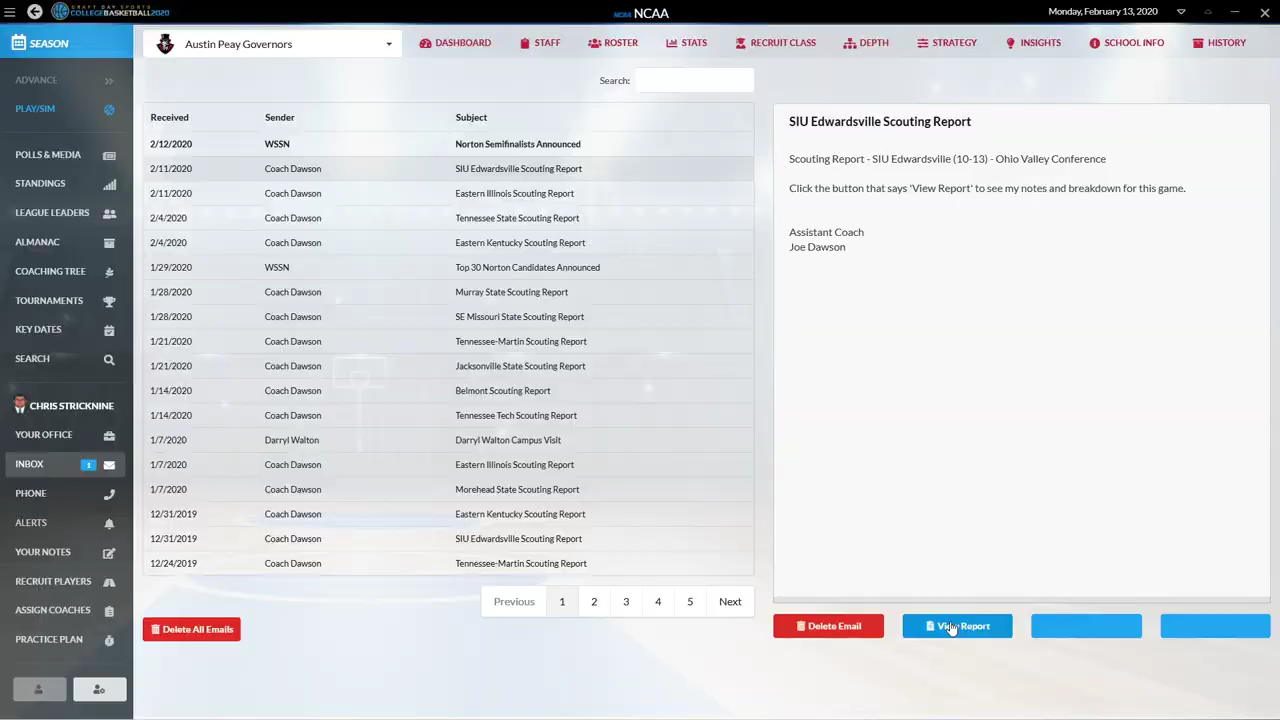 DRAFT DAY SPORTS
COLLEGE BASKETBALL 2020
NCAA NCAA
Monday, February 13, 2020
SEASON
Austin Peay Governors
DASHBOARD
STAFF
ROSTER
STATS
RECRUIT CLASS
DEPTH
STRATEGY
INSIGHTS
SCHOOL INFO
HISTORY
ADVANCE
PLAY/SIM
POLLS & MEDIA
STANDINGS
LEAGUE LEADERS
ALMANAC
COACHING TREE
TOURNAMENTS
KEY DATES
SEARCH
CHRIS STRICKNINE
YOUR OFFICE
INBOX 1
PHONE
ALERTS
YOUR NOTES
RECRUIT PLAYERS
ASSIGN COACHES
PRACTICE PLAN
Search:
Received Sender Subject
2/12/2020 WSSN Norton Semifinalists Announced
2/11/2020 Coach Dawson SIU Edwardsville Scouting Report
2/11/2020 Coach Dawson Eastern Illinois Scouting Report
2/4/2020 Coach Dawson Tennessee State Scouting Report
2/4/2020 Coach Dawson Eastern Kentucky Scouting Report
1/29/2020 WSSN Top 30 Norton Candidates Announced
1/28/2020 Coach Dawson Murray State Scouting Report
1/28/2020 Coach Dawson SE Missouri State Scouting Report
1/21/2020 Coach Dawson Tennessee-Martin Scouting Report
1/21/2020 Coach Dawson Jacksonville State Scouting Report
1/14/2020 Coach Dawson Belmont Scouting Report
1/14/2020 Coach Dawson Tennessee Tech Scouting Report
1/7/2020 Darryl Walton Darryl Walton Campus Visit
1/7/2020 Coach Dawson Eastern Illinois Scouting Report
1/7/2020 Coach Dawson Morehead State Scouting Report
12/31/2019 Coach Dawson Eastern Kentucky Scouting Report
12/31/2019 Coach Dawson SIU Edwardsville Scouting Report
12/24/2019 Coach Dawson Tennessee-Martin Scouting Report
Previous 1 2 3 4 5 Next
Delete All Emails
SIU Edwardsville Scouting Report
Scouting Report - SIU Edwardsville (10-13) - Ohio Valley Conference
Click the button that says 'View Report' to see my notes and breakdown for this game.
Assistant Coach
Joe Dawson
Delete Email
View Report